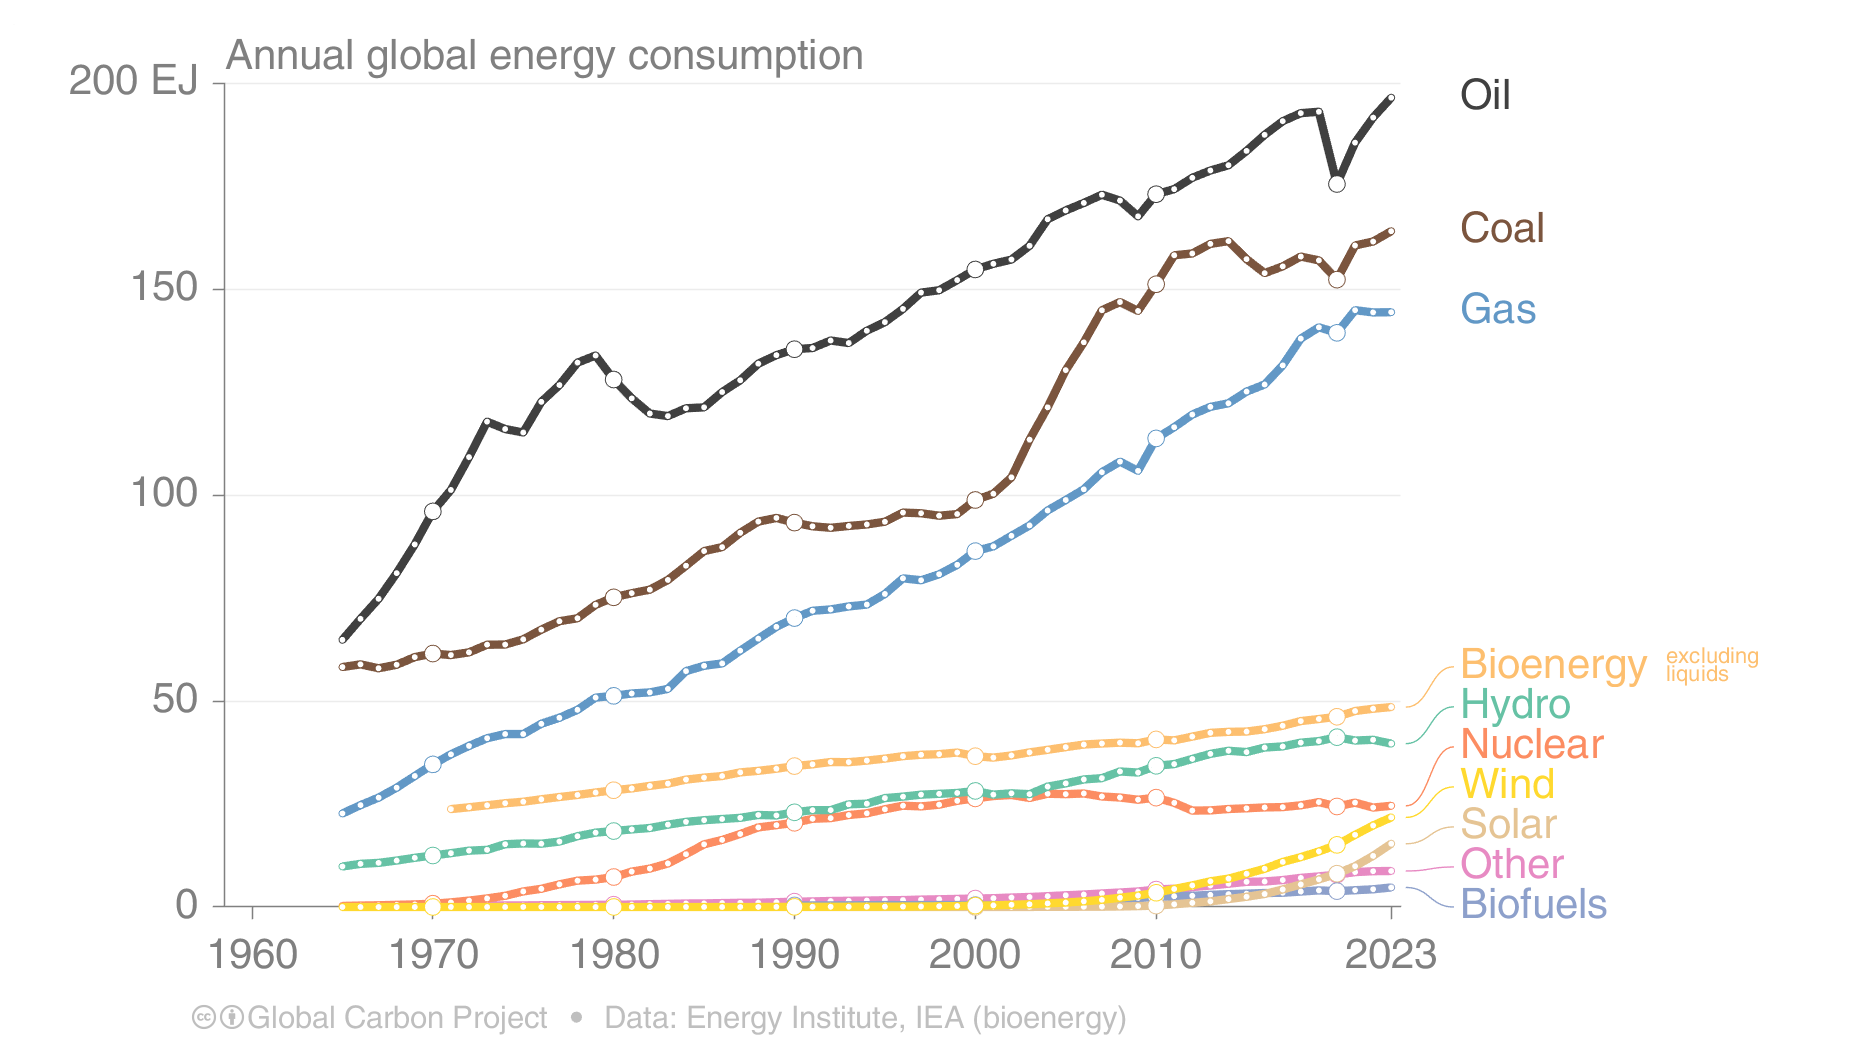 Annual global energy consumption
200 EJ
150
100
50
0
1960 1970 1980 1990 2000 2010 2023
Oil
Coal
Gas
Bioenergy excluding
liquids
Hydro
Nuclear
Wind
Solar
Other
Biofuels
cc Global Carbon Project • Data: Energy Institute, IEA (bioenergy)